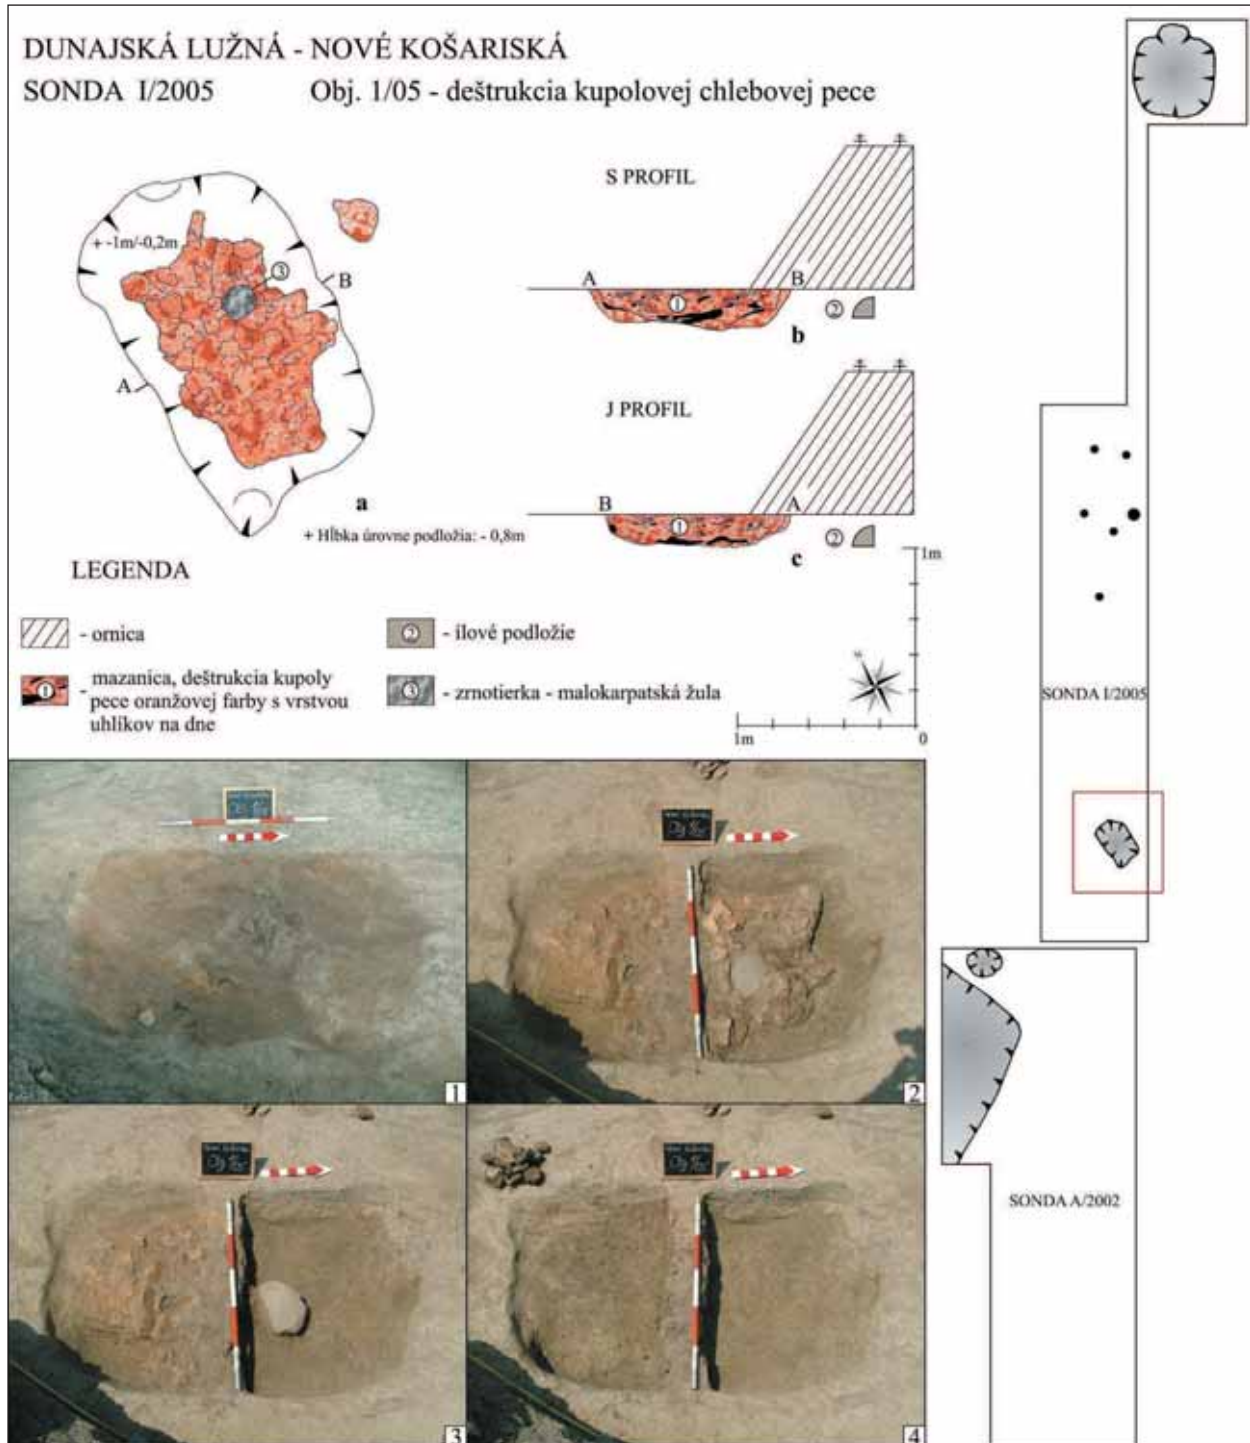 DUNAJSKÁ LUŽNÁ - NOVÉ KOŠARISKÁ
SONDA I/2005 Obj. 1/05 - deštrukcia kupolovej chlebovej pece
+ -1m/-0,2m
3
B
A
a
+ Hĺbka úrovne podložia: - 0,8m
S PROFIL
A
B
1
2
b
J PROFIL
B
A
1
2
c
1m
1m
0
LEGENDA
- ornica
1 - mazanica, deštrukcia kupoly
pece oranžovej farby s vrstvou
uhlíkov na dne
2 - ílové podložie
3 - zrnotierka - malokarpatská žula
SONDA I/2005
SONDA A/2002
1
2
3
4